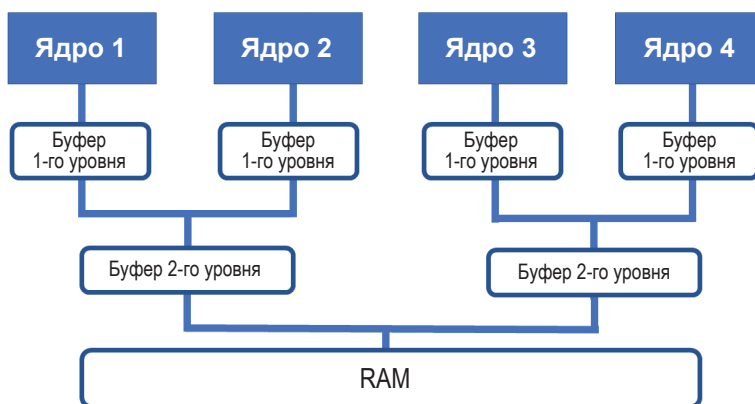 Ядро 1
Ядро 2
Ядро 3
Ядро 4
Буфер
1-го уровня
Буфер
1-го уровня
Буфер
1-го уровня
Буфер
1-го уровня
Буфер 2-го уровня
Буфер 2-го уровня
RAM